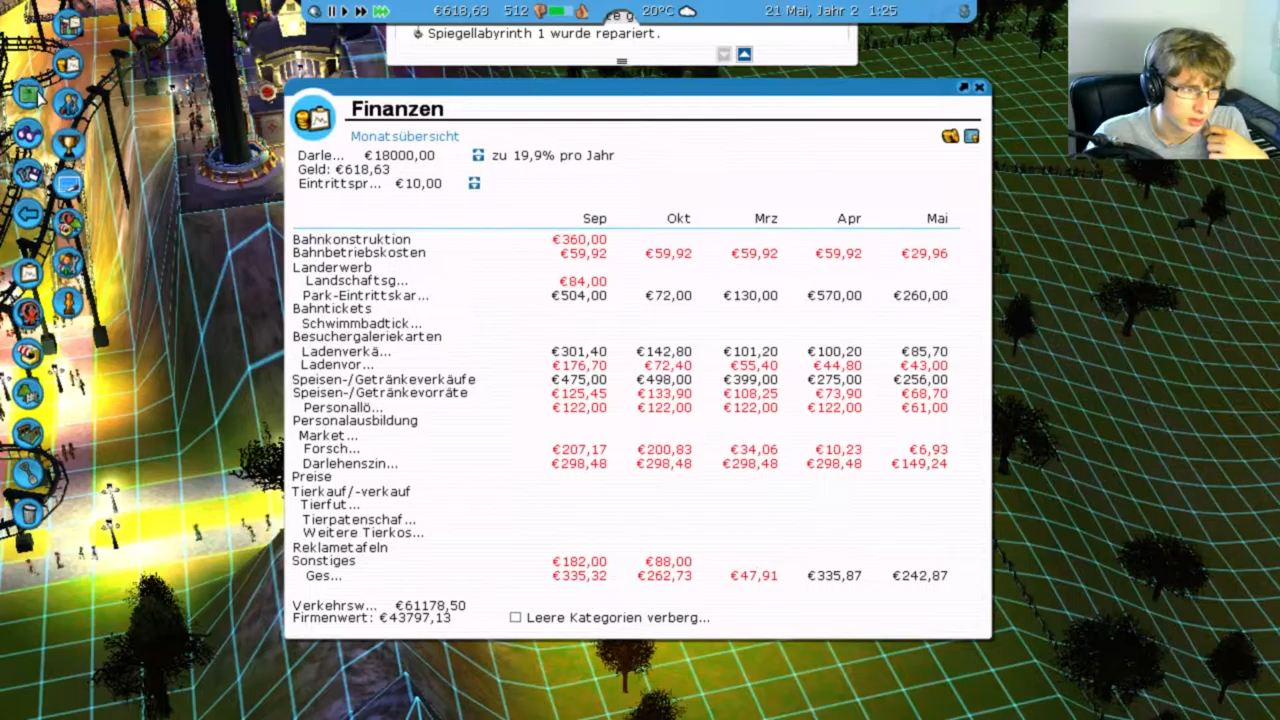 €618,63 512 20°C 21 Mai, Jahr 2 1:25
Spiegellabyrinth 1 wurde repariert.
Finanzen
Monatsübersicht
Darle... €18000,00 zu 19,9% pro Jahr
Geld: €618,63
Eintrittspr... €10,00
Sep Okt Mrz Apr Mai
Bahnkonstruktion €360,00
Bahnbetriebskosten €59,92 €59,92 €59,92 €59,92 €29,96
Landerwerb
Landschaftsg... €84,00
Park-Eintrittskar... €504,00 €72,00 €130,00 €570,00 €260,00
Bahntickets
Schwimmbadtick...
Besuchergaleriekarten
Ladenverkä... €301,40 €142,80 €101,20 €100,20 €85,70
Ladenvor... €176,70 €72,40 €55,40 €44,80 €43,00
Speisen-/Getränkeverkäufe €475,00 €498,00 €399,00 €275,00 €256,00
Speisen-/Getränkevorräte €125,45 €133,90 €108,25 €73,90 €68,70
Personallö... €122,00 €122,00 €122,00 €122,00 €61,00
Personalausbildung
Market...
Forsch... €207,17 €200,83 €34,06 €10,23 €6,93
Darlehenszin... €298,48 €298,48 €298,48 €298,48 €149,24
Preise
Tierkauf/-verkauf
Tierfut...
Tierpatenschaf...
Weitere Tierkos...
Reklametafeln
Sonstiges €182,00 €88,00
Ges... €335,32 €262,73 €47,91 €335,87 €242,87
Verkehrsw... €61178,50
Firmenwert: €43797,13 Leere Kategorien verberg...